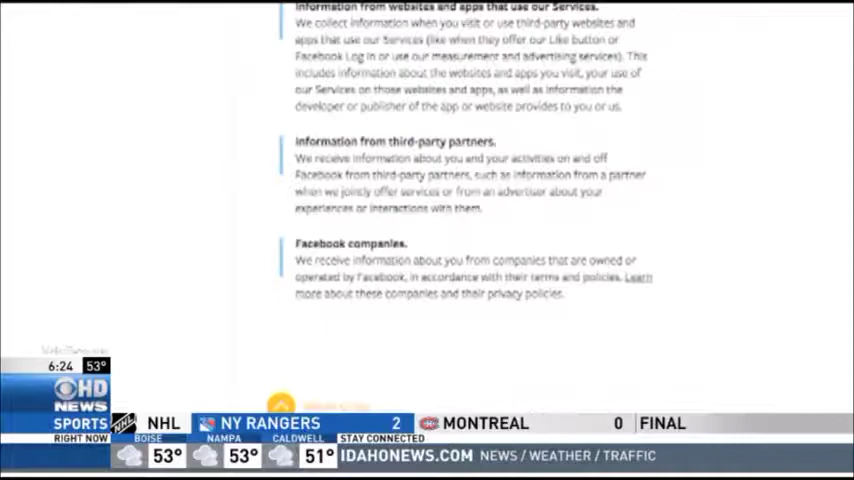 Information from websites and apps that use our Services.
We collect information when you visit or use third-party websites and
apps that use our Services (like when they offer our Like button or
Facebook Log In or use our measurement and advertising services). This
includes information about the websites and apps you visit, your use of
our Services on those websites and apps, as well as information the
developer or publisher of the app or website provides to you or us.
Information from third-party partners.
We receive information about you and your activities on and off
Facebook from third-party partners, such as information from a partner
when we jointly offer services or from an advertiser about your
experiences or interactions with them.
Facebook companies.
We receive information about you from companies that are owned or
operated by Facebook, in accordance with their terms and policies. Learn
more about these companies and their privacy policies.
6:24 53°
HD
NEWS
SPORTS NHL NHL NY RANGERS 2 MONTREAL 0 FINAL
RIGHT NOW BOISE NAMPA CALDWELL STAY CONNECTED
53° 53° 51° IDAHONEWS.COM NEWS / WEATHER / TRAFFIC